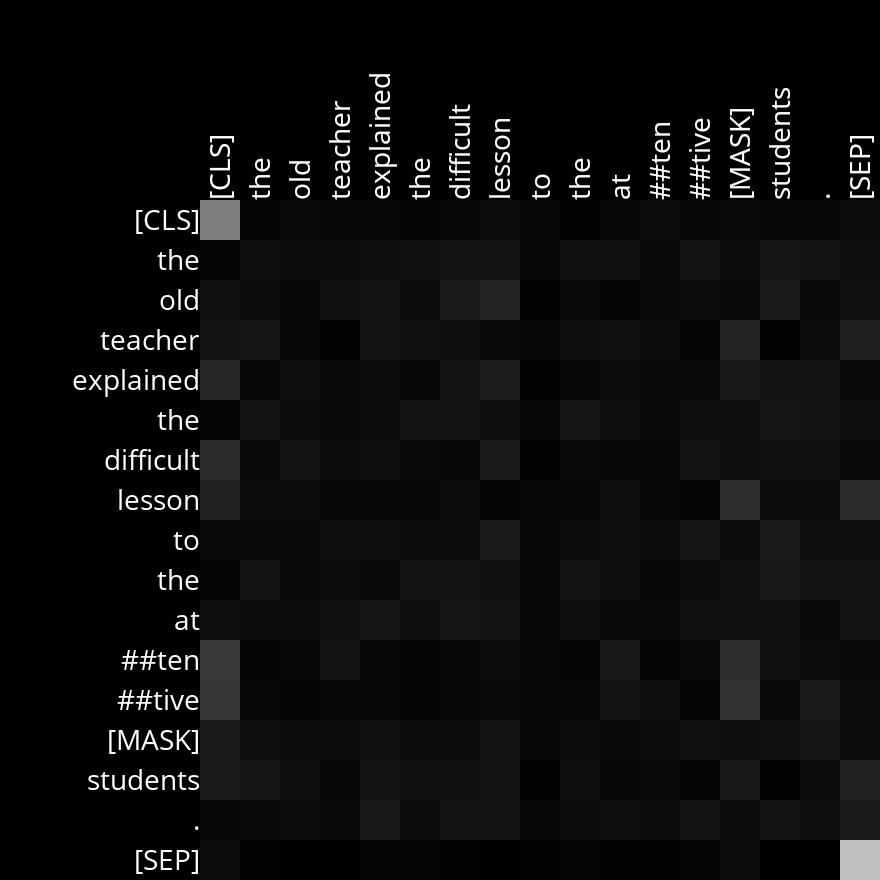 [CLS] the old teacher explained the difficult lesson to the at ##ten ##tive [MASK] students . [SEP]
[CLS]
the
old
teacher
explained
the
difficult
lesson
to
the
at
##ten
##tive
[MASK]
students
.
[SEP]